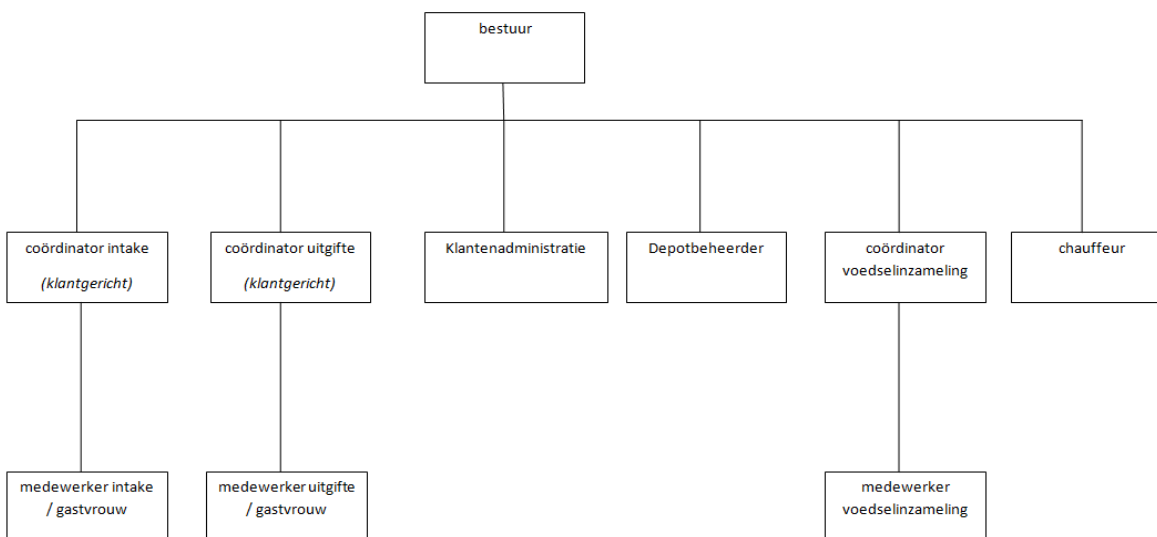 bestuur
coördinator intake
(klantgericht)
coördinator uitgifte
(klantgericht)
Klantenadministratie
Depotbeheerder
coördinator
voedselinzameling
chauffeur
medewerker intake
/ gastvrouw
medewerker uitgifte
/ gastvrouw
medewerker
voedselinzameling